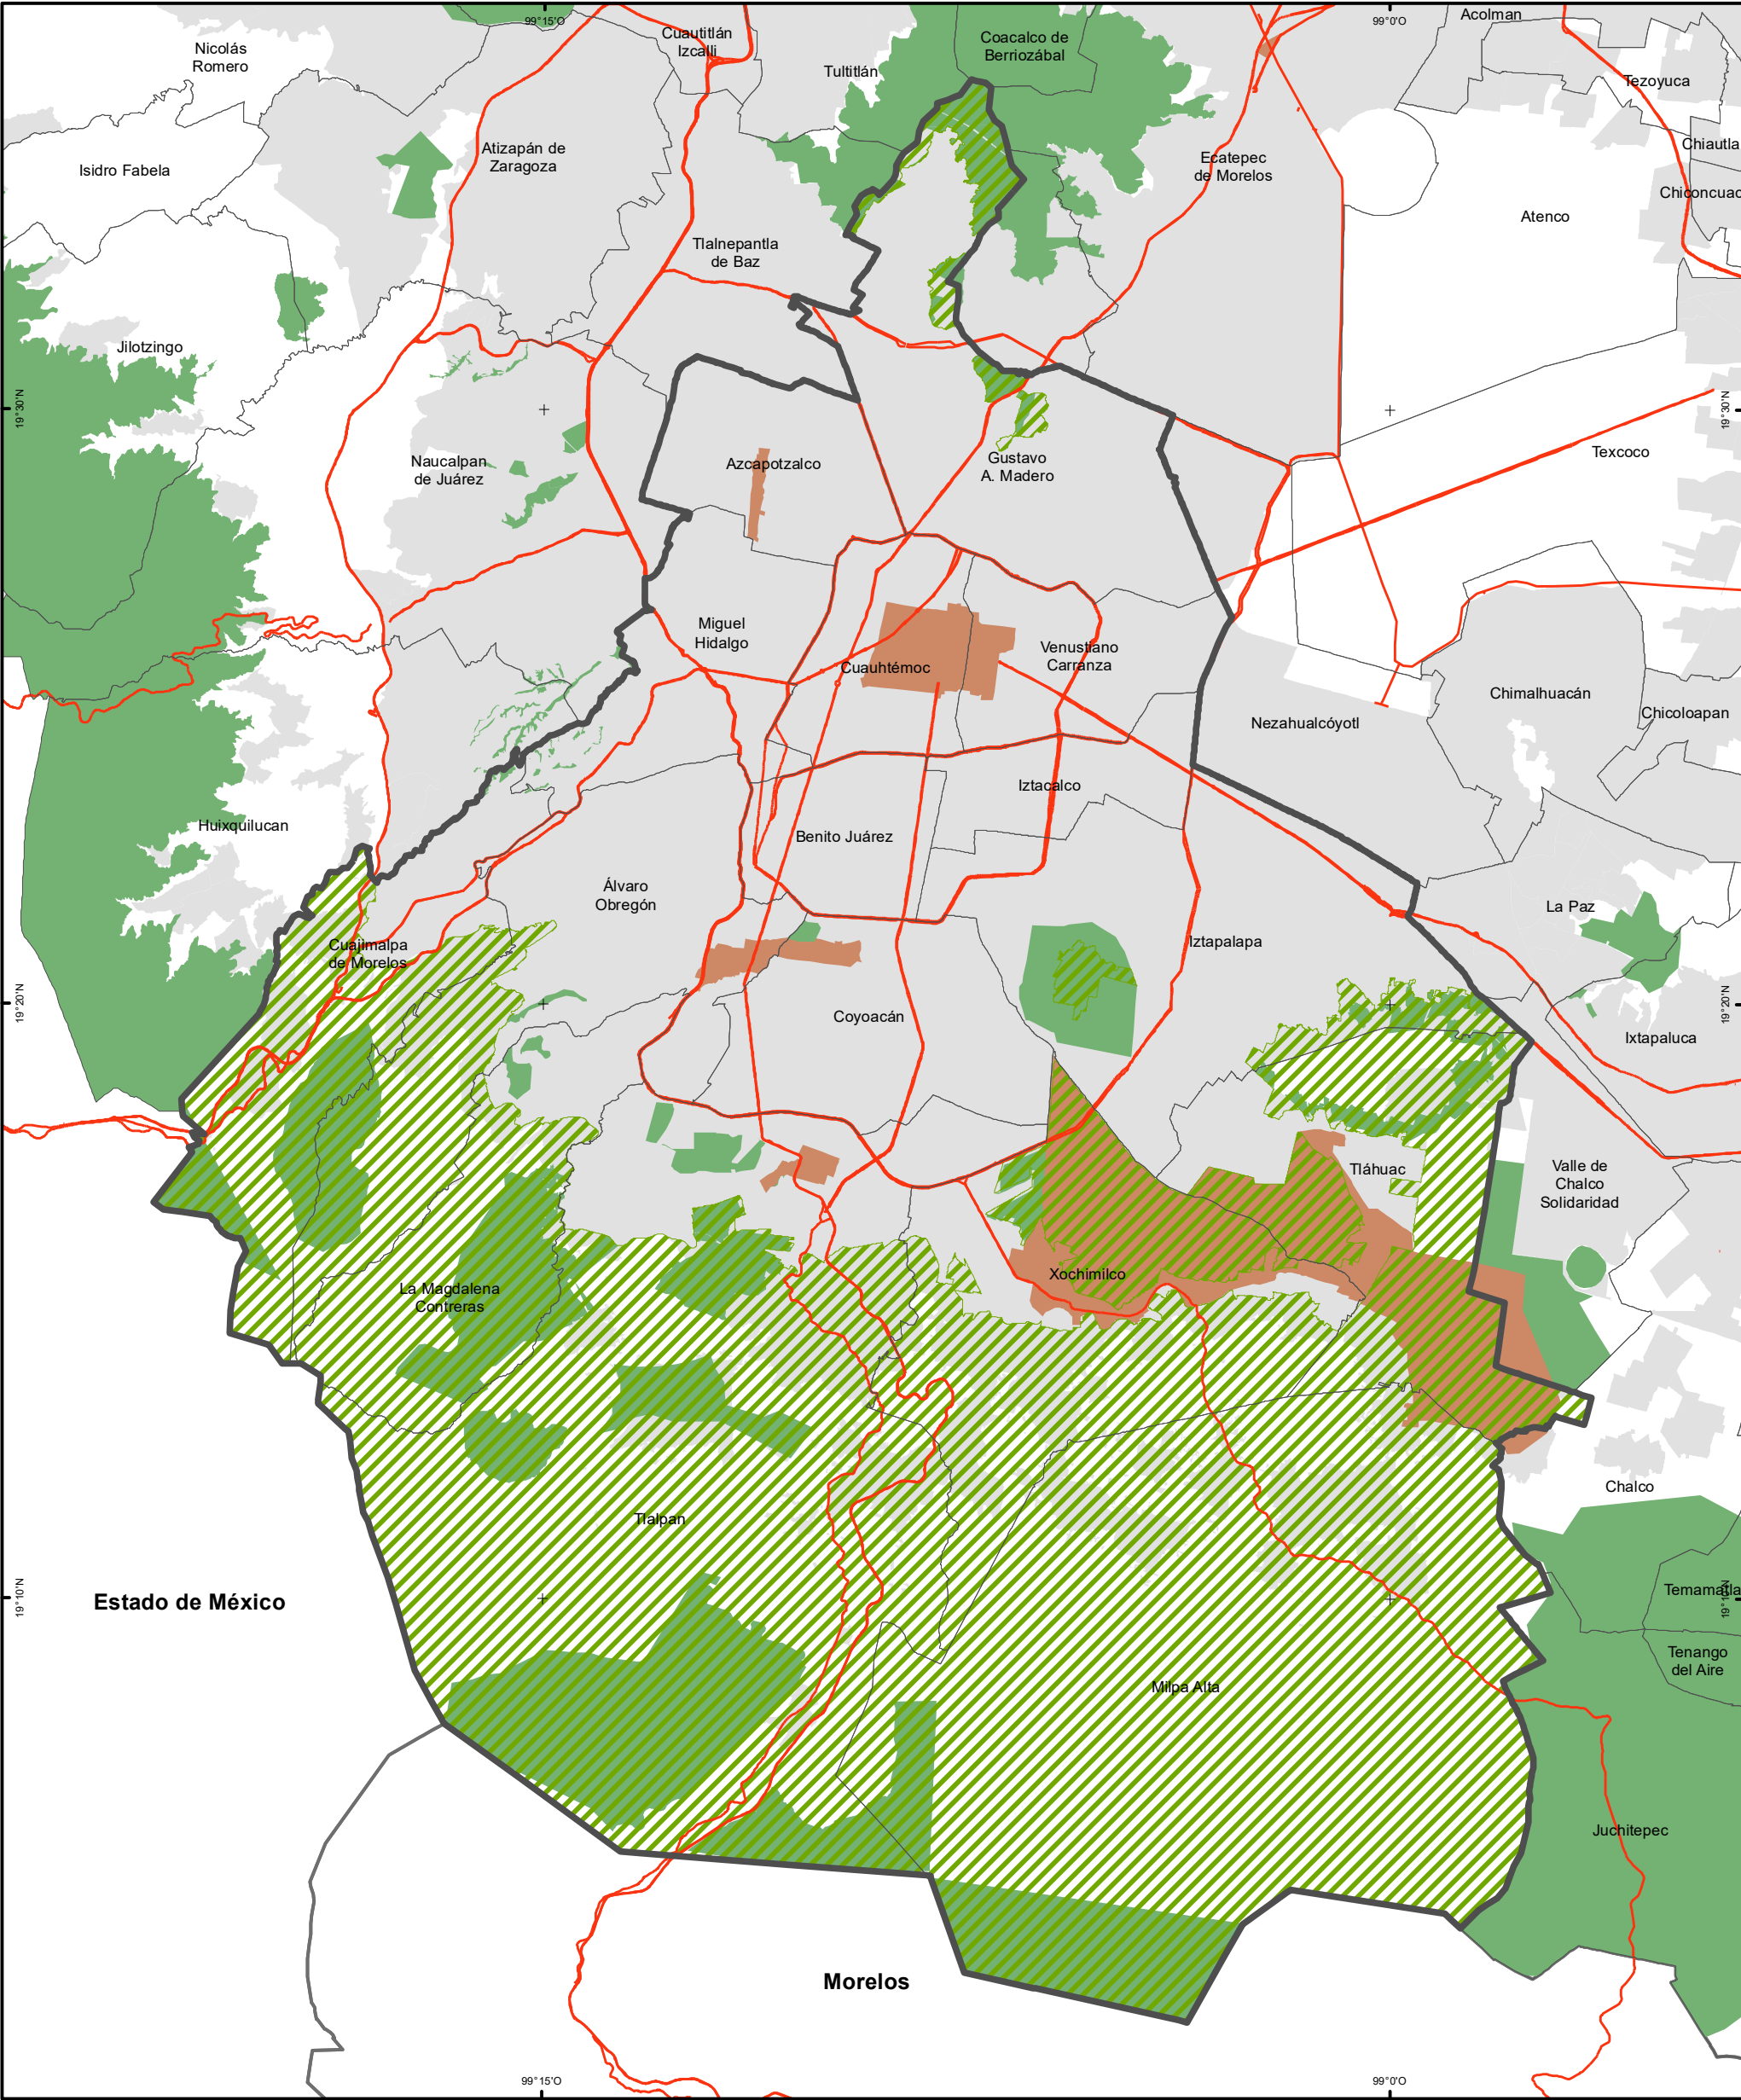 99°15'O
99°0'O
Acolman
Nicolás
Romero
Cuautitlán
Izcalli
Coacalco de
Berriozábal
Tultitlán
Tezoyuca
Chiautla
Isidro Fabela
Atizapán de
Zaragoza
Ecatepec
de Morelos
Chiconcuac
Atenco
Tlalnepantla
de Baz
Jilotzingo
19°30'N
19°30'N
Naucalpan
de Juárez
Azcapotzalco
Gustavo
A. Madero
Texcoco
Miguel
Hidalgo
Venustiano
Carranza
Cuauhtémoc
Chimalhuacán
Chicoloapan
Nezahualcóyotl
Iztacalco
Huixquilucan
Benito Juárez
Álvaro
Obregón
La Paz
Cuajimalpa
de Morelos
Iztapalapa
19°20'N
19°20'N
Coyoacán
Ixtapaluca
Tláhuac
Valle de
Chalco
Solidaridad
Xochimilco
La Magdalena
Contreras
Chalco
Tlalpan
Estado de México
19°10'N
19°10'N
Temamatla
Tenango
del Aire
Milpa Alta
Juchitepec
Morelos
99°15'O
99°0'O